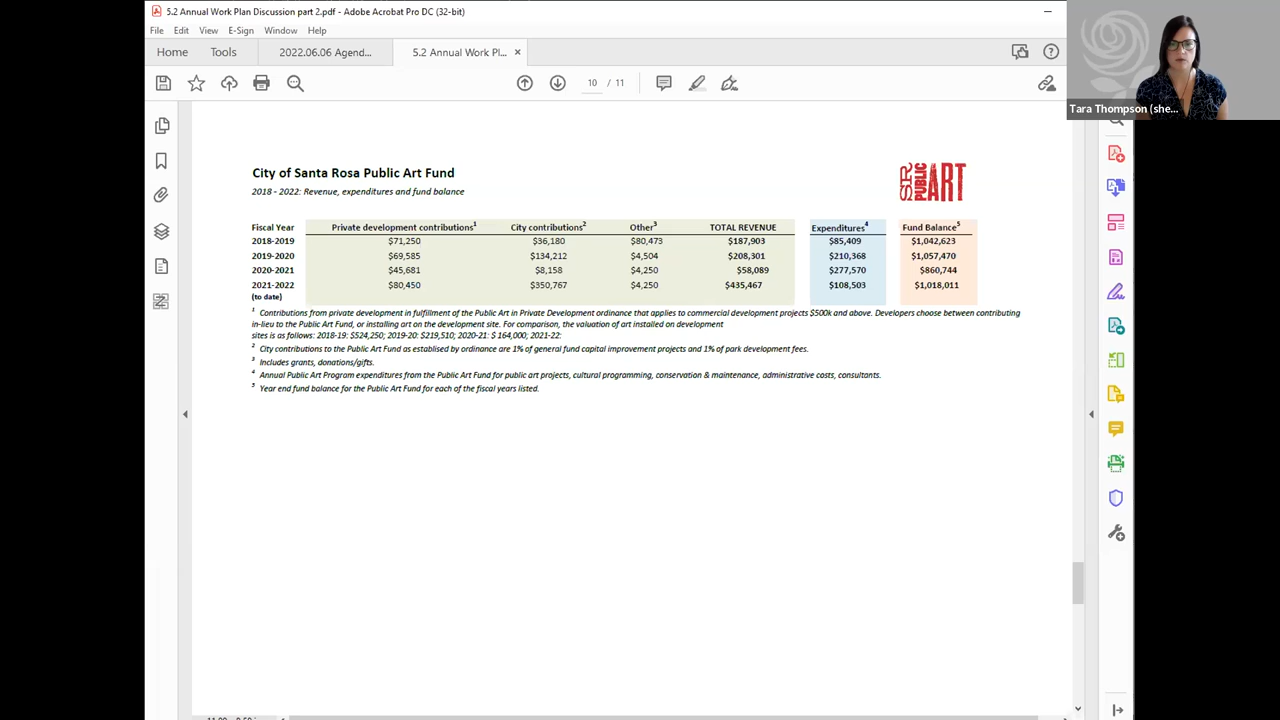 5.2 Annual Work Plan Discussion part 2.pdf - Adobe Acrobat Pro DC (32-bit)
File Edit View E-Sign Window Help
Home Tools 2022.06.06 Agend... 5.2 Annual Work Pl... ×
10 / 11
Tara Thompson (she...
City of Santa Rosa Public Art Fund
2018 - 2022: Revenue, expenditures and fund balance
SR PUBLIC ART
Fiscal Year Private development contributions1 City contributions2 Other3 TOTAL REVENUE Expenditures4 Fund Balance5
2018-2019 $71,250 $36,180 $80,473 $187,903 $85,409 $1,042,623
2019-2020 $69,585 $134,212 $4,504 $208,301 $210,368 $1,057,470
2020-2021 $45,681 $8,158 $4,250 $58,089 $277,570 $860,744
2021-2022 $80,450 $350,767 $4,250 $435,467 $108,503 $1,018,011
(to date)
1 Contributions from private development in fulfillment of the Public Art in Private Development ordinance that applies to commercial development projects $500k and above. Developers choose between contributing
in-lieu to the Public Art Fund, or installing art on the development site. For comparison, the valuation of art installed on development
sites is as follows: 2018-19: $524,250; 2019-20: $219,510; 2020-21: $ 164,000; 2021-22:
2 City contributions to the Public Art Fund as establised by ordinance are 1% of general fund capital improvement projects and 1% of park development fees.
3 Includes grants, donations/gifts.
4 Annual Public Art Program expenditures from the Public Art Fund for public art projects, cultural programming, conservation & maintenance, administrative costs, consultants.
5 Year end fund balance for the Public Art Fund for each of the fiscal years listed.